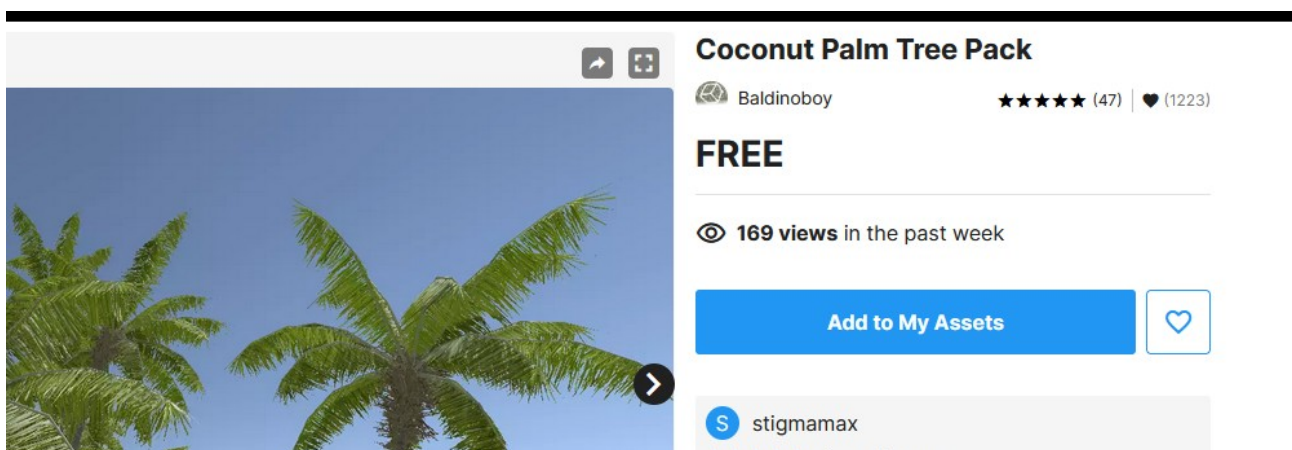 Coconut Palm Tree Pack
Baldinoboy
(47)
(1223)
FREE
169 views in the past week
Add to My Assets
S
stigmamax